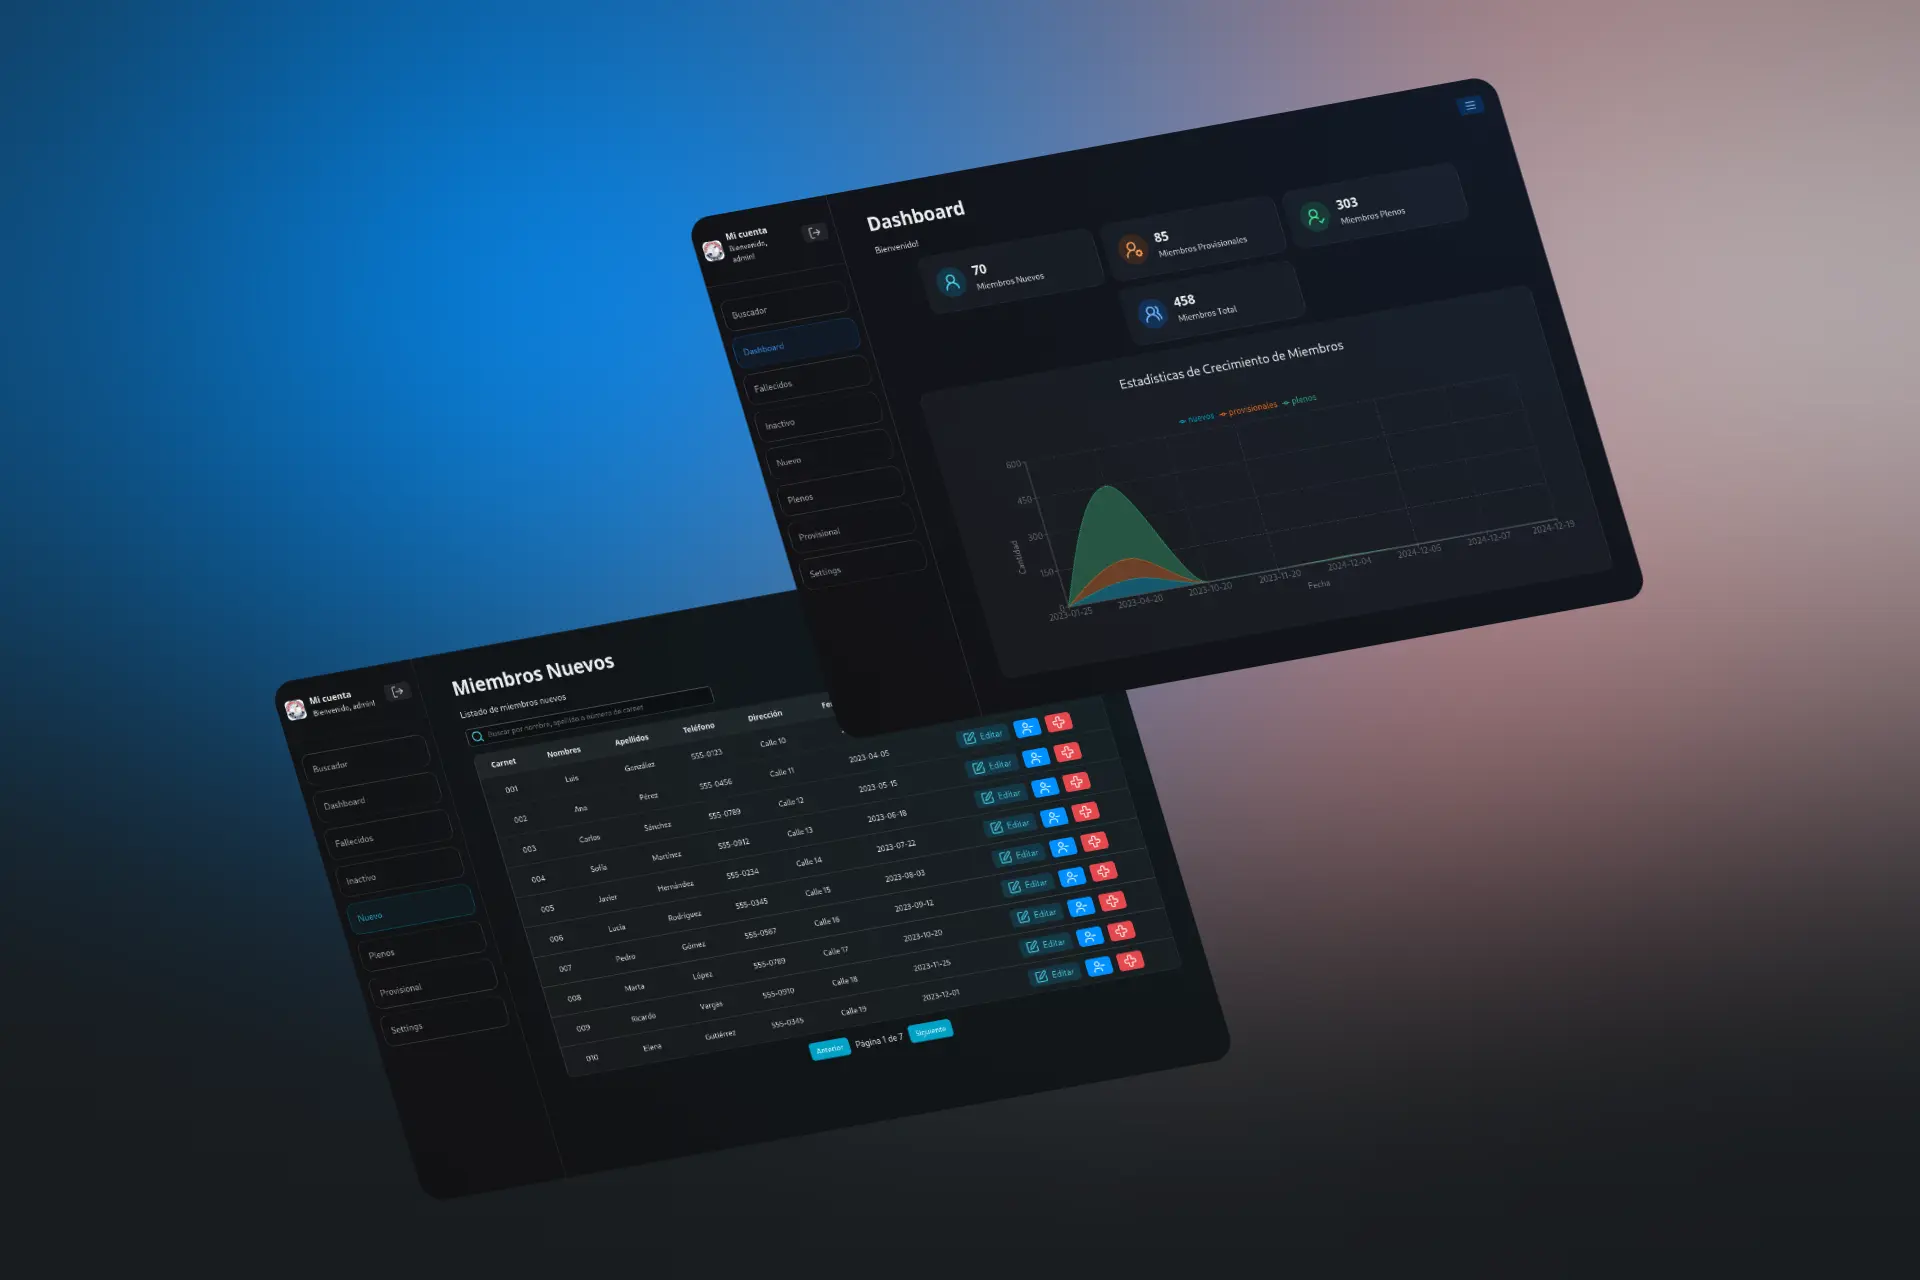 Mi cuenta
Bienvenido,
admin!
Buscador
Dashboard
Fallecidos
Inactivo
Nuevo
Plenos
Provisional
Settings
Dashboard
Bienvenido!
70
Miembros Nuevos
85
Miembros Provisionales
303
Miembros Plenos
458
Miembros Total
Estadísticas de Crecimiento de Miembros
nuevos provisionales plenos
600
450
300
150
0
Cantidad
2023-01-25 2023-04-20 2023-10-20 2023-11-20 2024-12-04 2024-12-05 2024-12-07 2024-12-19
Fecha
Mi cuenta
Bienvenido, admin!
Buscador
Dashboard
Fallecidos
Inactivo
Nuevo
Plenos
Provisional
Settings
Miembros Nuevos
Listado de miembros nuevos
Buscar por nombre, apellido o número de carnet
Carnet Nombres Apellidos Teléfono Dirección
001 Luis González 555-0123 Calle 10 Editar
002 Ana Pérez 555-0456 Calle 11 2023-04-05 Editar
003 Carlos Sánchez 555-0789 Calle 12 2023-05-15 Editar
004 Sofía Martínez 555-0912 Calle 13 2023-06-18 Editar
005 Javier Hernández 555-0234 Calle 14 2023-07-22 Editar
006 Lucía Rodríguez 555-0345 Calle 15 2023-08-03 Editar
007 Pedro Gómez 555-0567 Calle 16 2023-09-12 Editar
008 Marta López 555-0789 Calle 17 2023-10-20 Editar
009 Ricardo Vargas 555-0910 Calle 18 2023-11-25 Editar
010 Elena Gutiérrez 555-0345 Calle 19 2023-12-01
Anterior Página 1 de 7 Siguiente